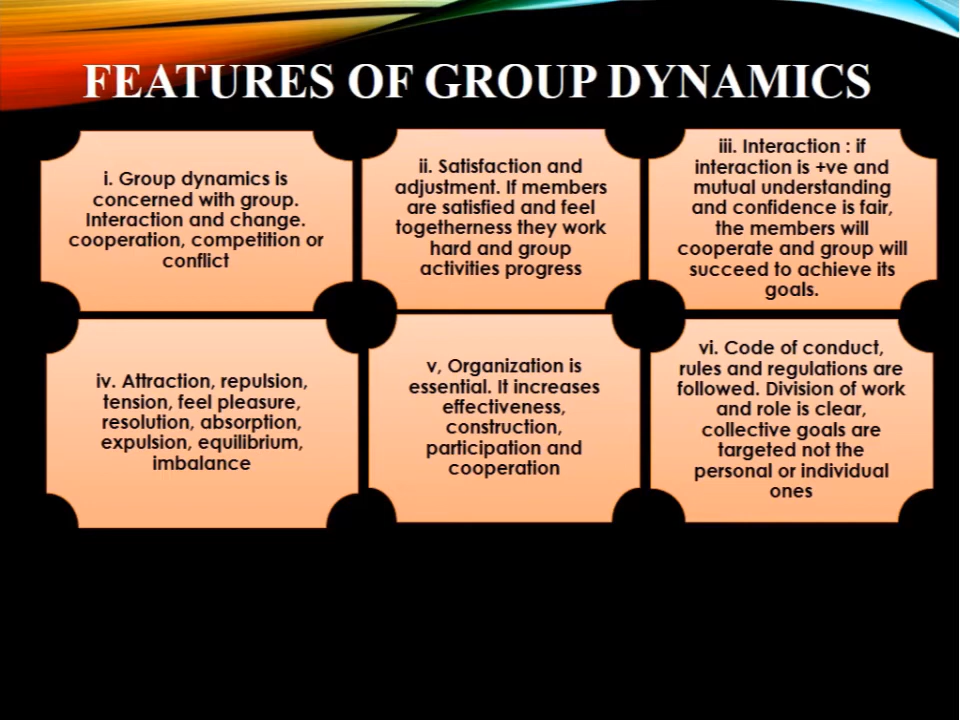 FEATURES OF GROUP DYNAMICS
i. Group dynamics is
concerned with group.
Interaction and change.
cooperation, competition or
conflict
ii. Satisfaction and
adjustment. If members
are satisfied and feel
togetherness they work
hard and group
activities progress
iii. Interaction : if
interaction is +ve and
mutual understanding
and confidence is fair,
the members will
cooperate and group will
succeed to achieve its
goals.
iv. Attraction, repulsion,
tension, feel pleasure,
resolution, absorption,
expulsion, equilibrium,
imbalance
v, Organization is
essential. It increases
effectiveness,
construction,
participation and
cooperation
vi. Code of conduct,
rules and regulations are
followed. Division of work
and role is clear,
collective goals are
targeted not the
personal or individual
ones